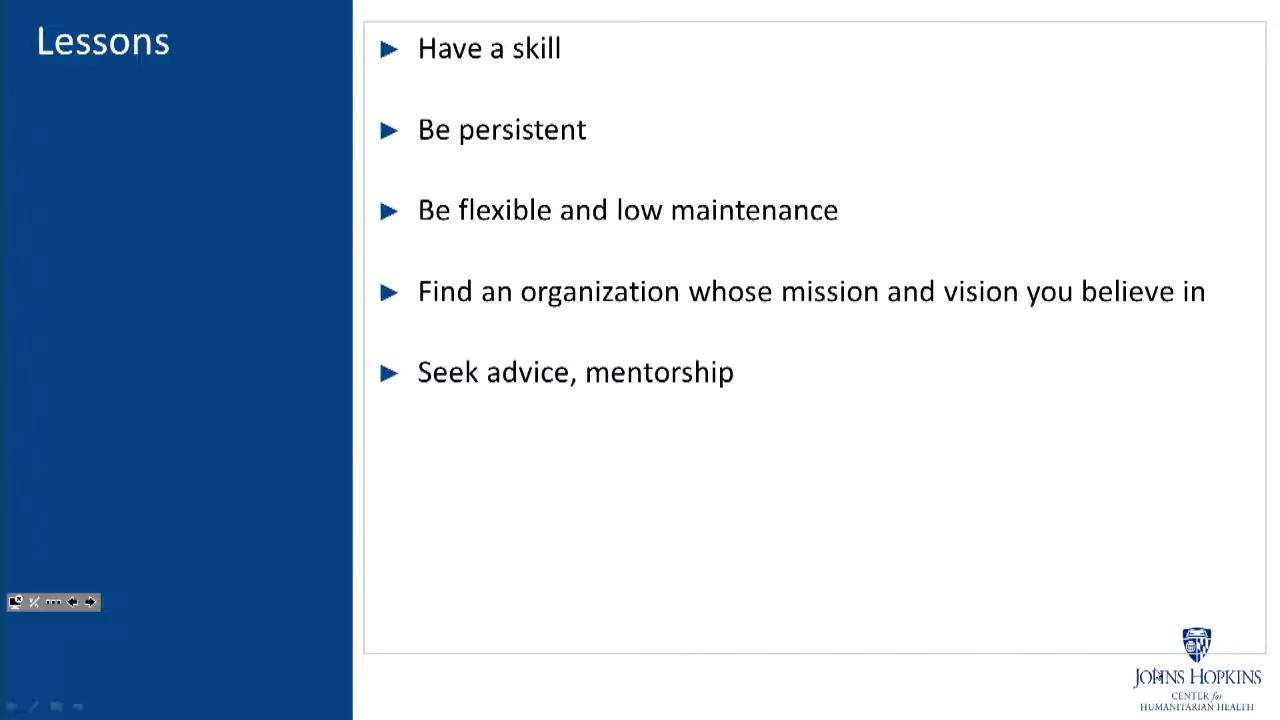 Lessons
Have a skill
Be persistent
Be flexible and low maintenance
Find an organization whose mission and vision you believe in
Seek advice, mentorship
JOHNS HOPKINS
CENTER for
HUMANITARIAN HEALTH